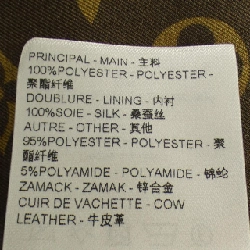 PRINCIPAL - MAIN - 主料
100%POLYESTER - POLYESTER -
聚酯纤维
DOUBLURE - LINING - 内衬
100%SOIE - SILK - 桑蚕丝
AUTRE - OTHER - 其他
95%POLYESTER - POLYESTER - 聚
酯纤维
5%POLYAMIDE - POLYAMIDE - 锦纶
ZAMACK - ZAMAK - 锌合金
CUIR DE VACHETTE - COW
LEATHER - 牛皮革